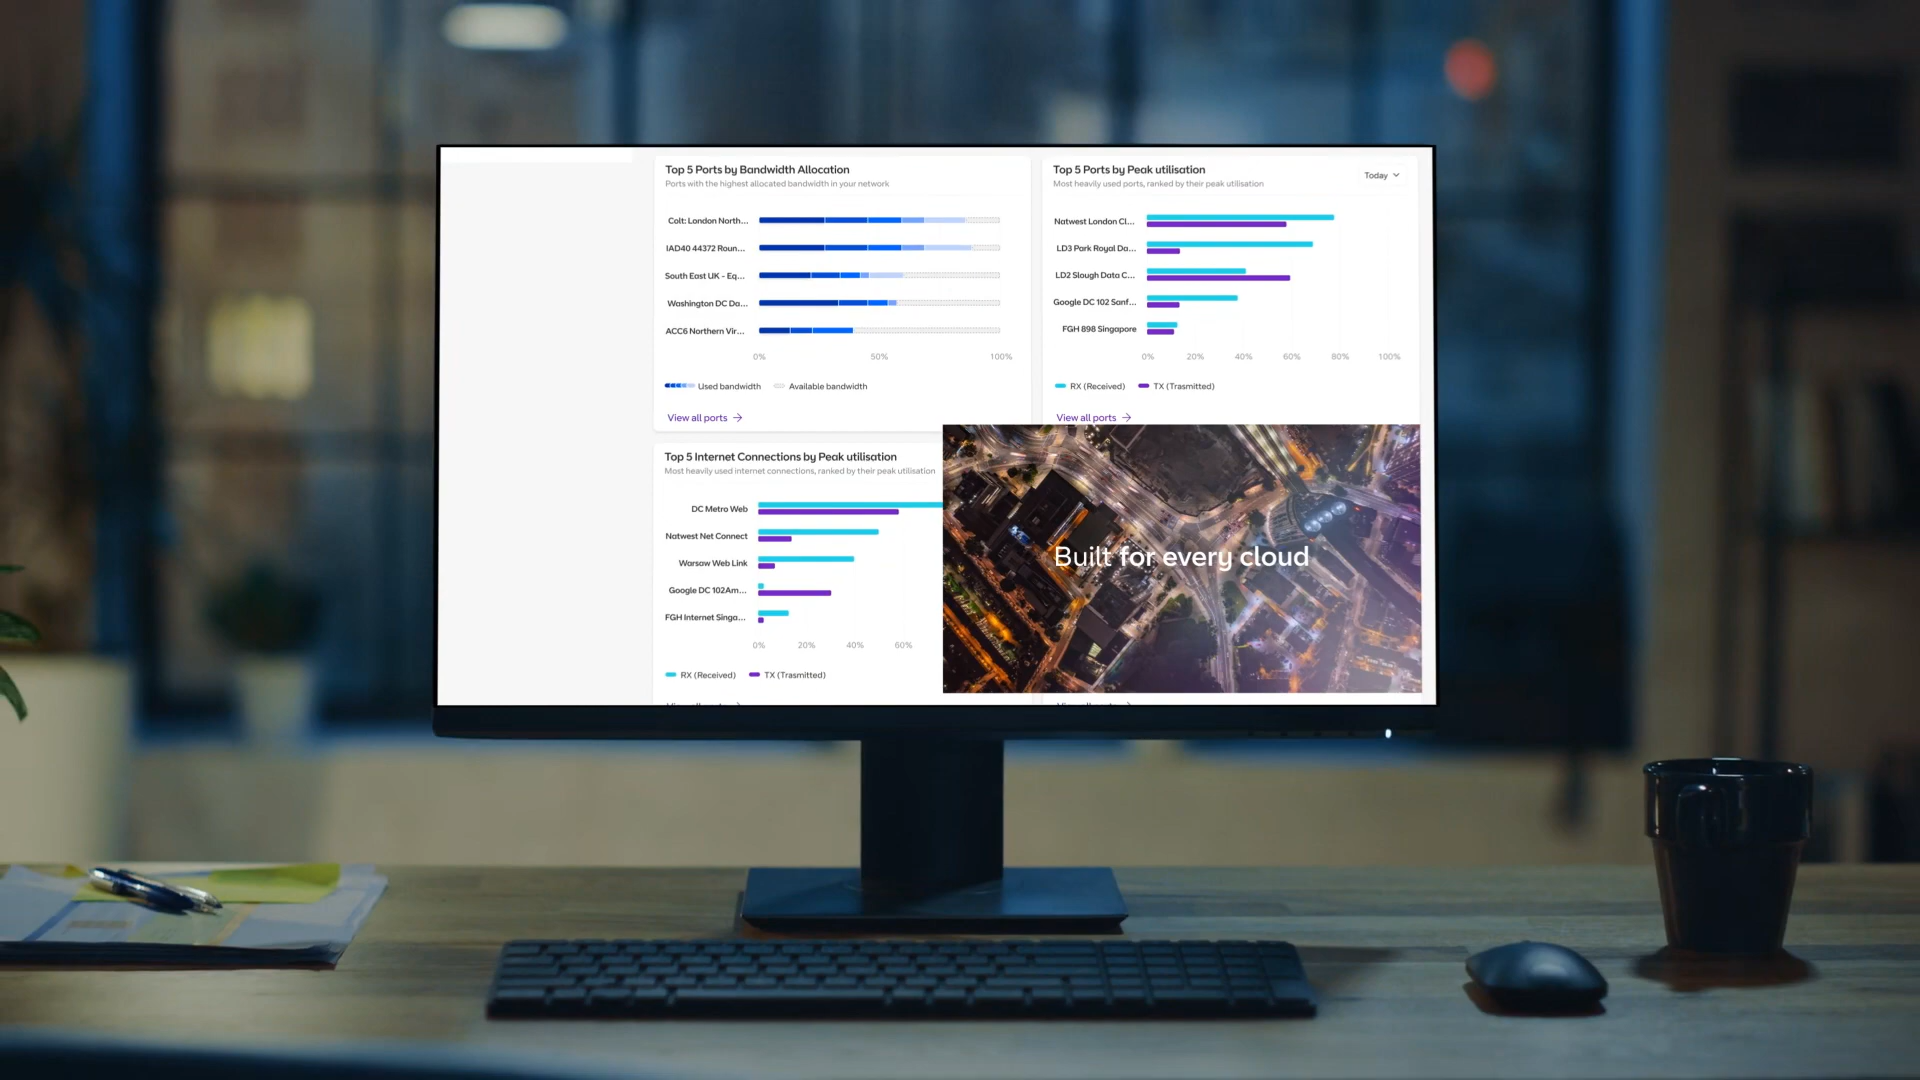 Top 5 Ports by Bandwidth Allocation
Ports with the highest allocated bandwidth in your network
Colt: London North...
IAD40 44372 Roun...
South East UK - Eq...
Washington DC Da...
ACC6 Northern Vir...
0% 50% 100%
Used bandwidth Available bandwidth
View all ports
Top 5 Ports by Peak utilisation
Most heavily used ports, ranked by their peak utilisation
Today
Natwest London Cl...
LD3 Park Royal Da...
LD2 Slough Data C...
Google DC 102 Sanf...
FGH 898 Singapore
0% 20% 40% 60% 80% 100%
RX (Received) TX (Trasmitted)
View all ports
Top 5 Internet Connections by Peak utilisation
Most heavily used internet connections, ranked by their peak utilisation
DC Metro Web
Natwest Net Connect
Warsaw Web Link
Google DC 102Am...
FGH Internet Singa...
0% 20% 40% 60%
RX (Received) TX (Trasmitted)
Built for every cloud